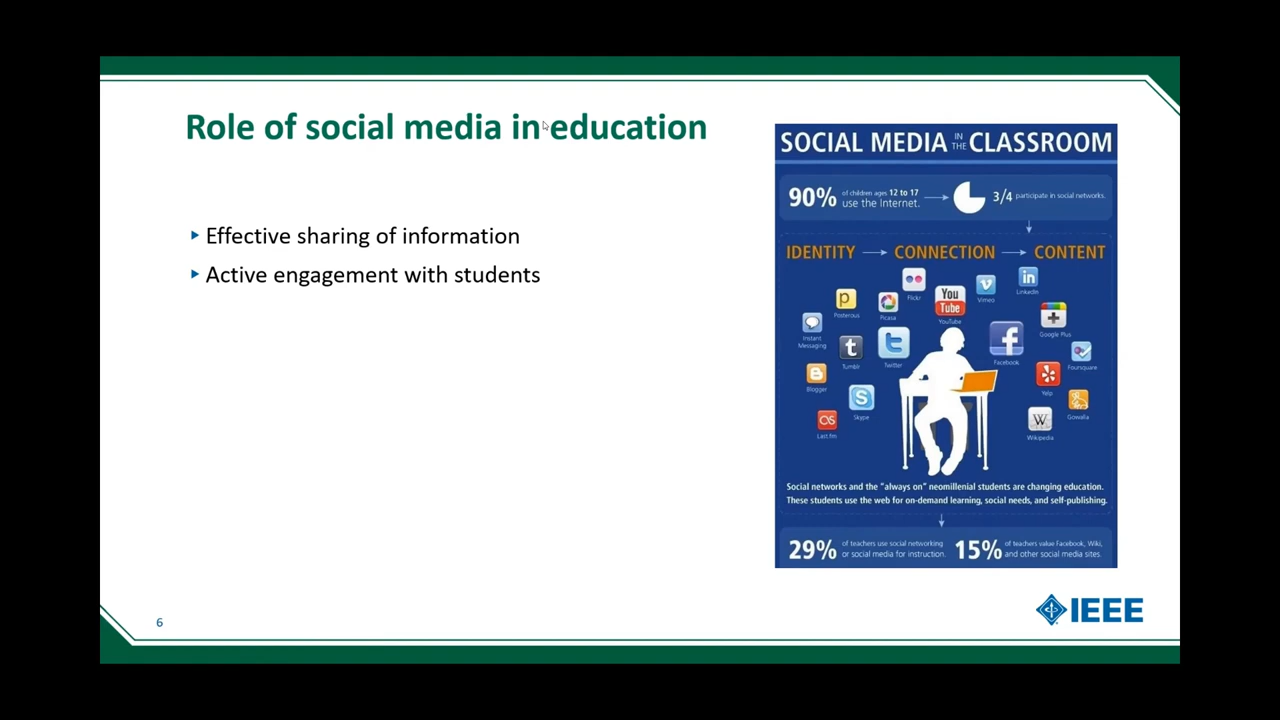 Role of social media in education
Effective sharing of information
Active engagement with students
SOCIAL MEDIA IN THE CLASSROOM
90% of children ages 12 to 17
use the Internet.
3/4 participate in social networks.
IDENTITY CONNECTION CONTENT
Flickr
Vimeo
LinkedIn
Posterous
Picasa
You
Tube
YouTube
Instant
Messaging
Tumblr
Twitter
Facebook
Google Plus
Foursquare
Blogger
Skype
Yelp
Gowalla
Last.fm
Wikipedia
Social networks and the "always on" neomillenial students are changing education.
These students use the web for on-demand learning, social needs, and self-publishing.
29% of teachers use social networking
or social media for instruction.
15% of teachers value Facebook, Wiki,
and other social media sites.
6
IEEE